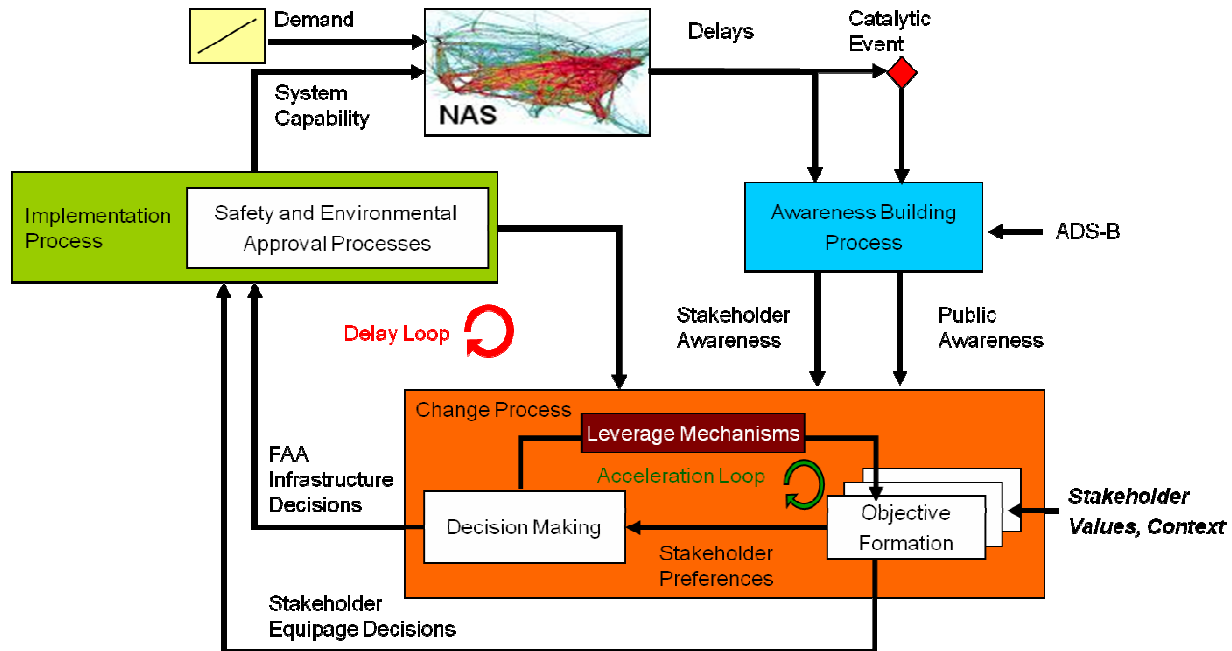 Demand
Delays
Catalytic
Event
System
Capability
NAS
Implementation
Process
Safety and Environmental
Approval Processes
Awareness Building
Process
ADS-B
Delay Loop
Stakeholder
Awareness
Public
Awareness
Change Process
Leverage Mechanisms
Acceleration Loop
FAA
Infrastructure
Decisions
Decision Making
Objective
Formation
Stakeholder
Values, Context
Stakeholder
Preferences
Stakeholder
Equipage Decisions